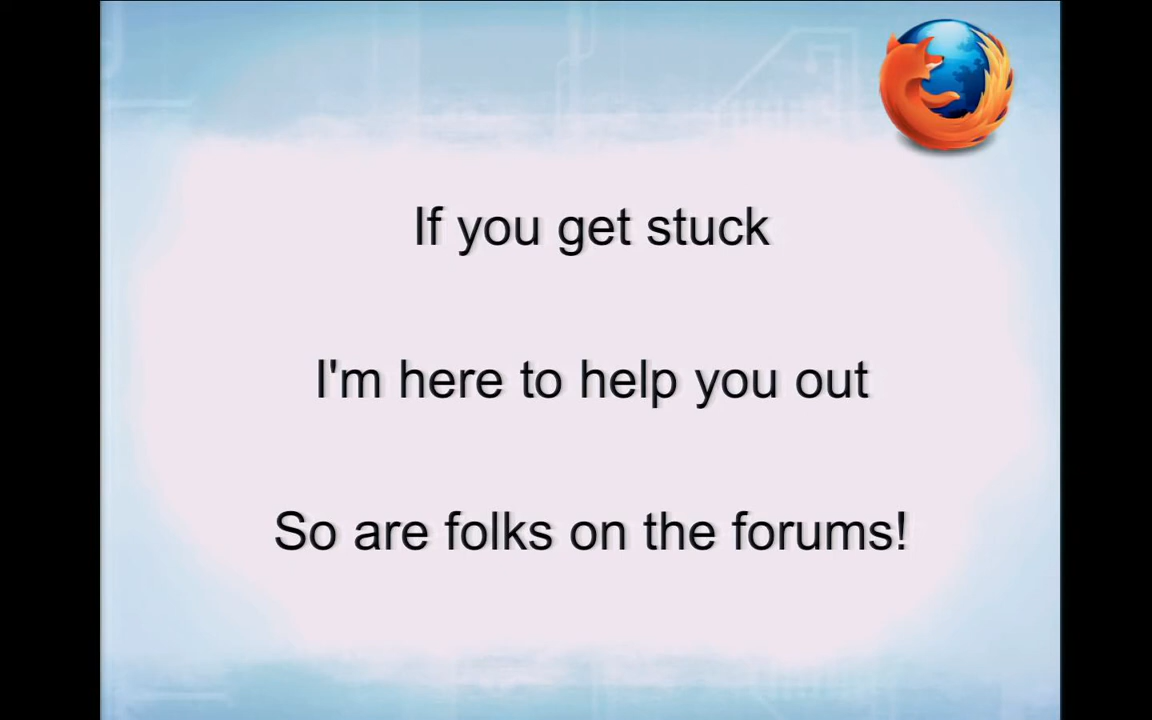 If you get stuck
I'm here to help you out
So are folks on the forums!